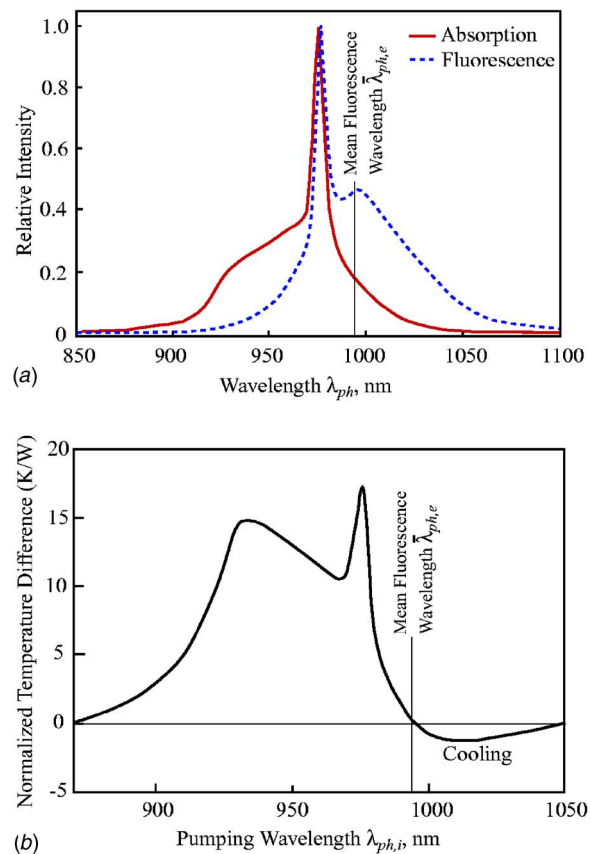 1.0
0.8
0.6
0.4
0.2
0
Relative Intensity
Absorption
Fluorescence
Mean Fluorescence
Wavelength λ̄ph,e
850
900
950
1000
1050
1100
Wavelength λph, nm
(a)
20
15
10
5
0
-5
Normalized Temperature Difference (K/W)
Mean Fluorescence
Wavelength λ̄ph,e
Cooling
900
950
1000
1050
Pumping Wavelength λph,i, nm
(b)